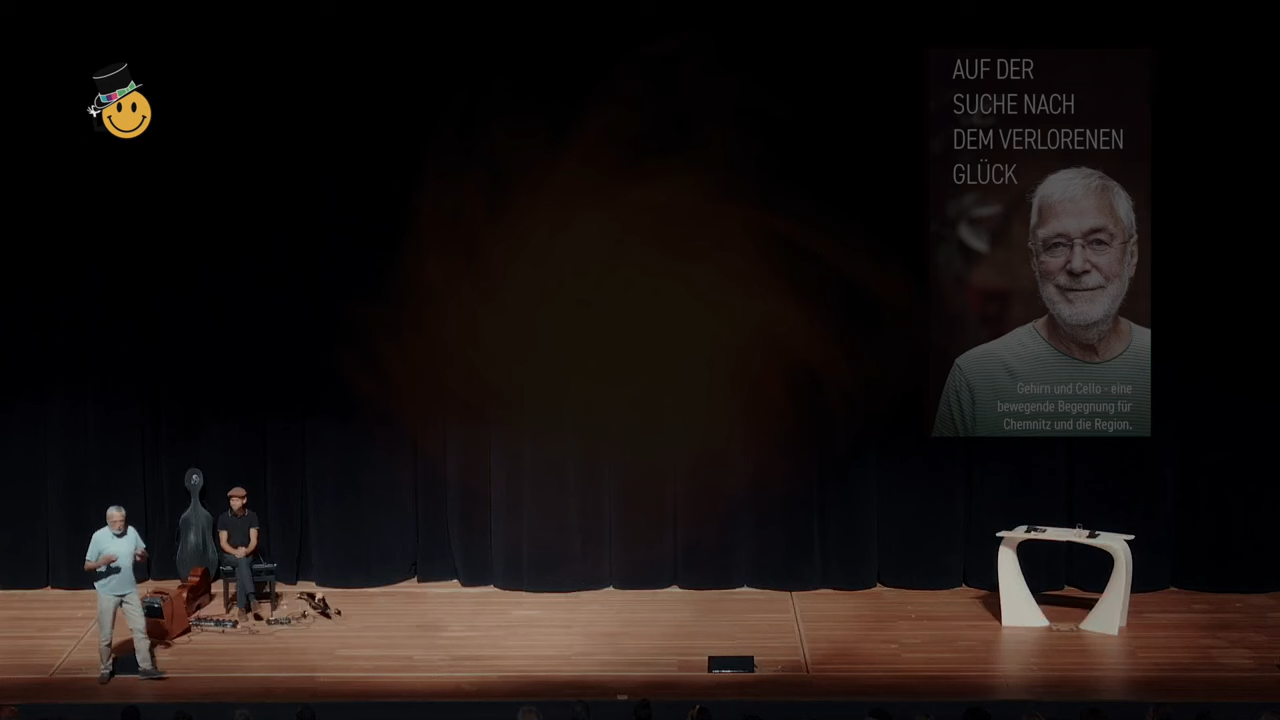 AUF DER
SUCHE NACH
DEM VERLORENEN
GLÜCK
Gehirn und Cello - eine
bewegende Begegnung für
Chemnitz und die Region.